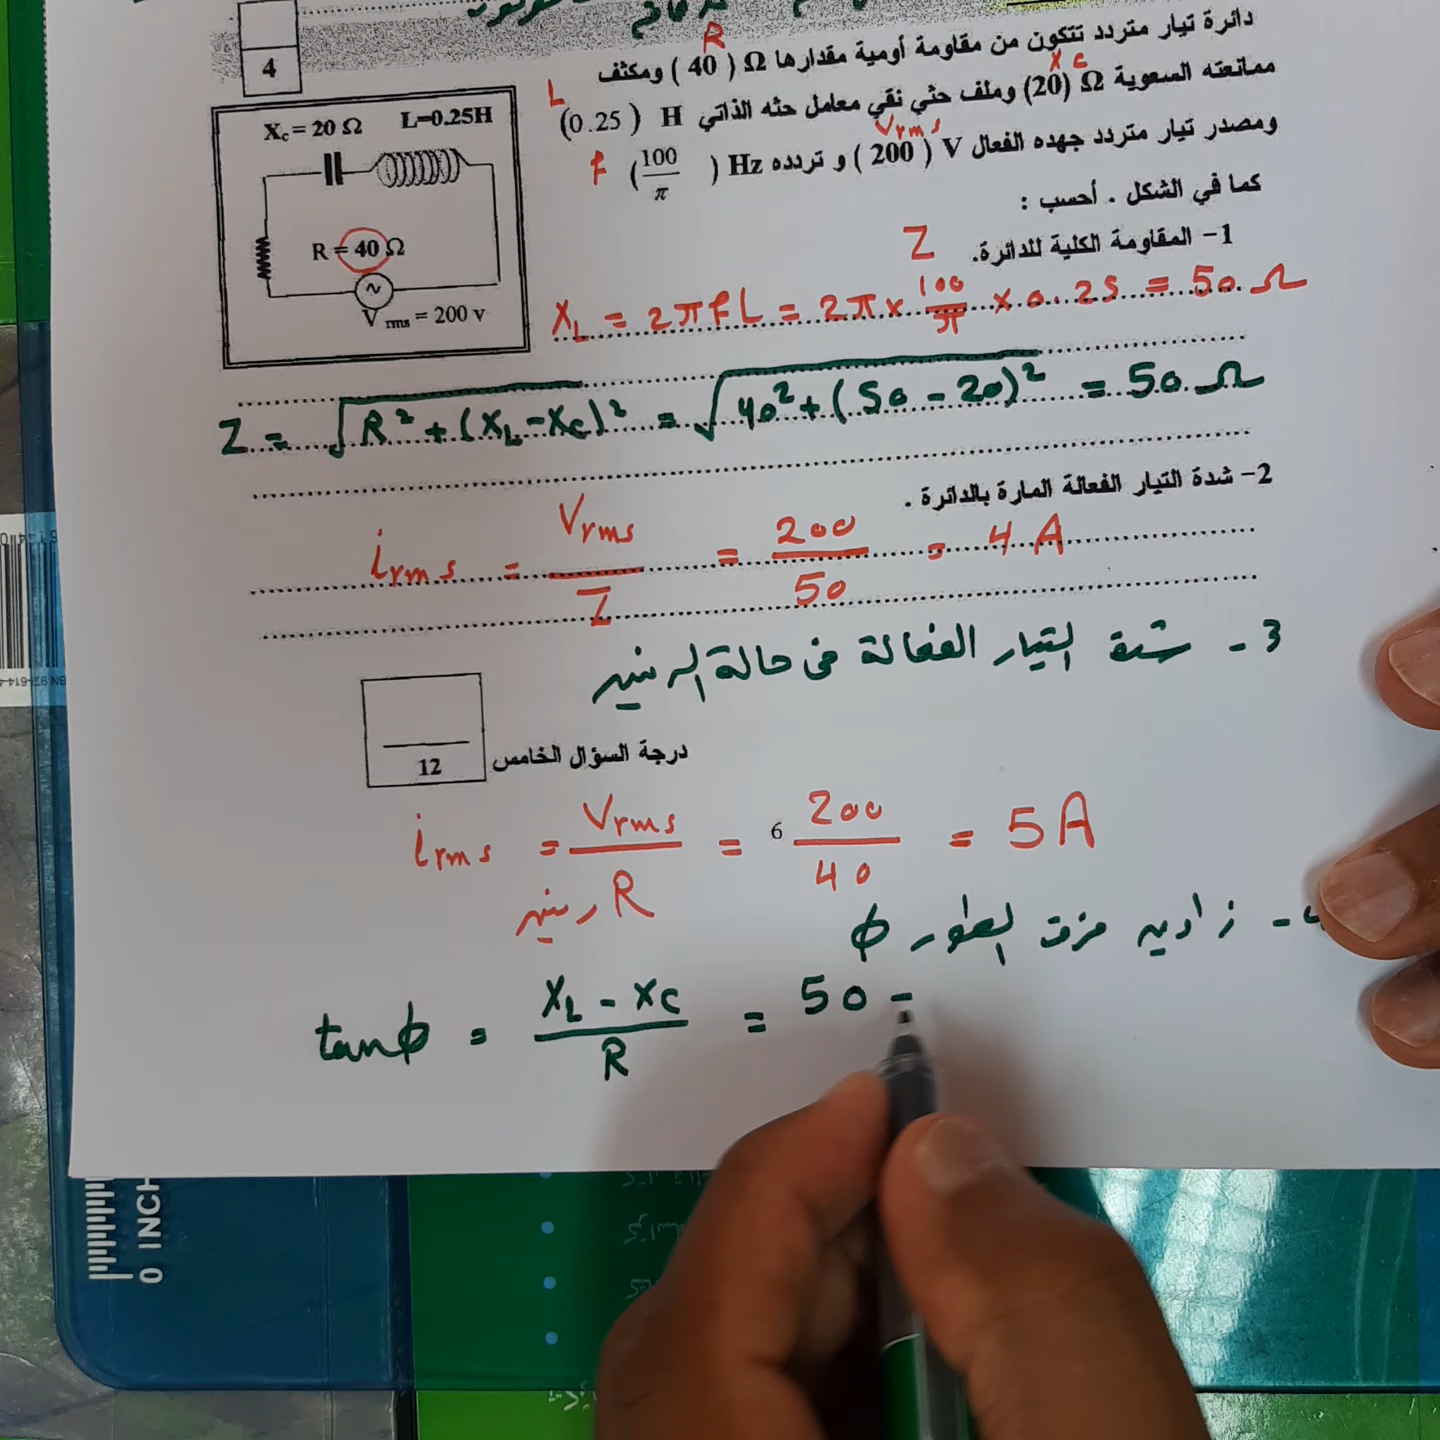 4
دائرة تيار متردد تتكون من مقاومة أومية مقدارها Ω ( 40 ) ومكثف
R
ممانعته السعوية Ω (20) وملف حثي نقي معامل حثه الذاتي H (0.25 )
Xc
L
ومصدر تيار متردد جهده الفعال V ( 200 ) و تردده Hz ( 100/π )
Vrms
f
كما في الشكل . أحسب :
Xc = 20 Ω L=0.25H
R = 40 Ω
V rms = 200 v
1- المقاومة الكلية للدائرة. Z
XL = 2πfL = 2π × 100/π × 0.25 = 50 Ω
Z = √R² + (XL - Xc)² = √40² + (50 - 20)² = 50 Ω
2- شدة التيار الفعالة المارة بالدائرة .
irms = Vrms/Z = 200/50 = 4 A
3 - شدة التيار الفعالة في حالة الرنين
12
درجة السؤال الخامس
irms رنين = Vrms/R = 200/40 = 5A
6
- زاوية فرق الطور φ
tanφ = XL - Xc/R = 50 -
0 INCH